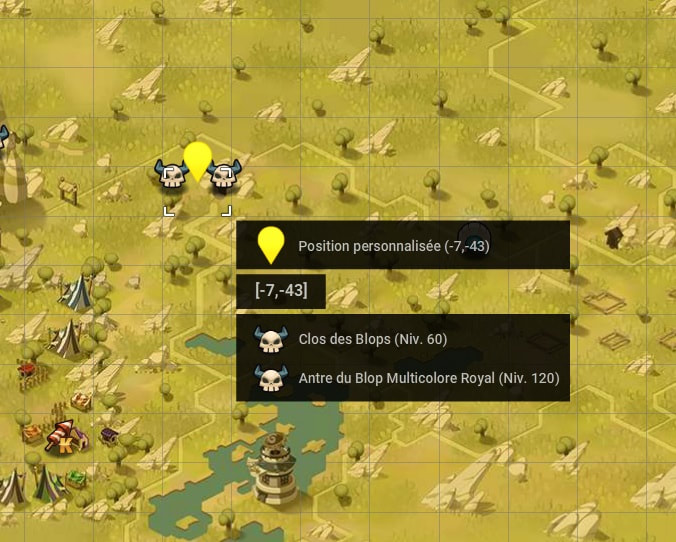 Position personnalisée (-7,-43)
[-7,-43]
Clos des Blops (Niv. 60)
Antre du Blop Multicolore Royal (Niv. 120)
K